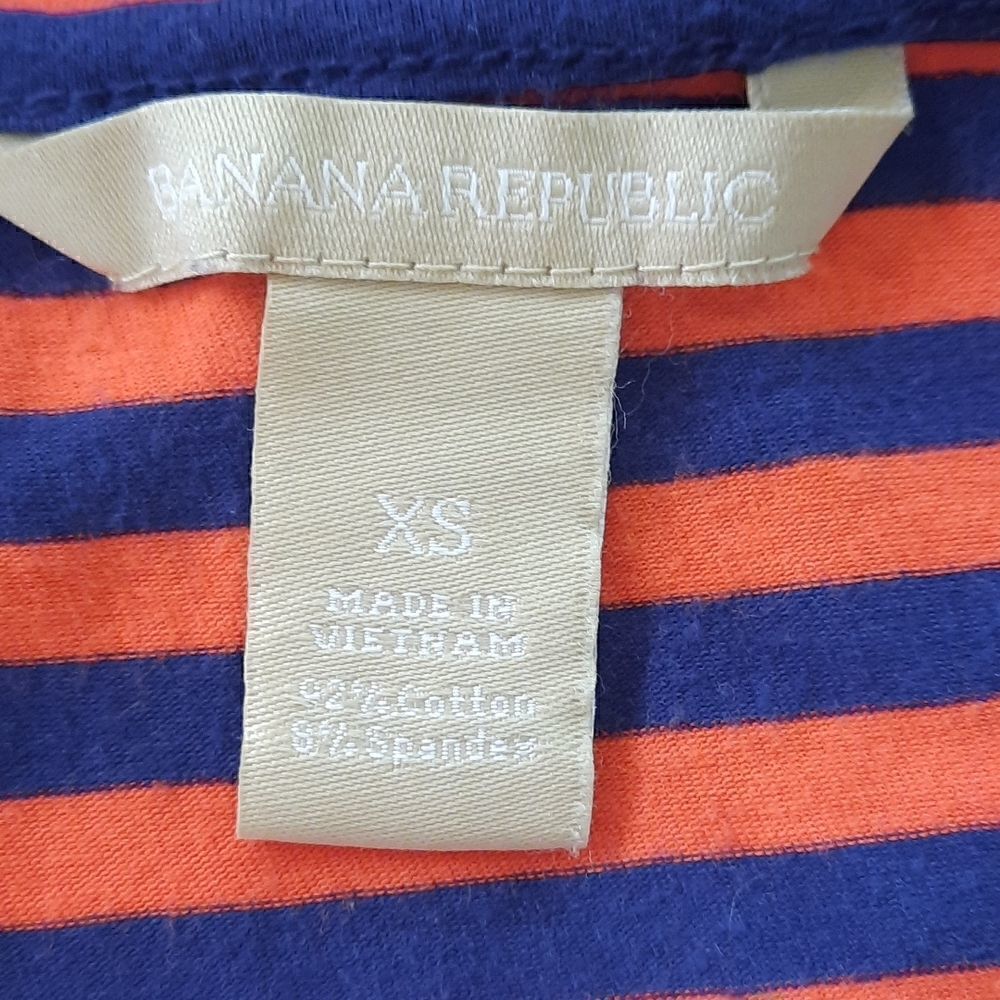 BANANA REPUBLIC
XS
MADE IN
VIETNAM
92% Cotton
8% Spandex